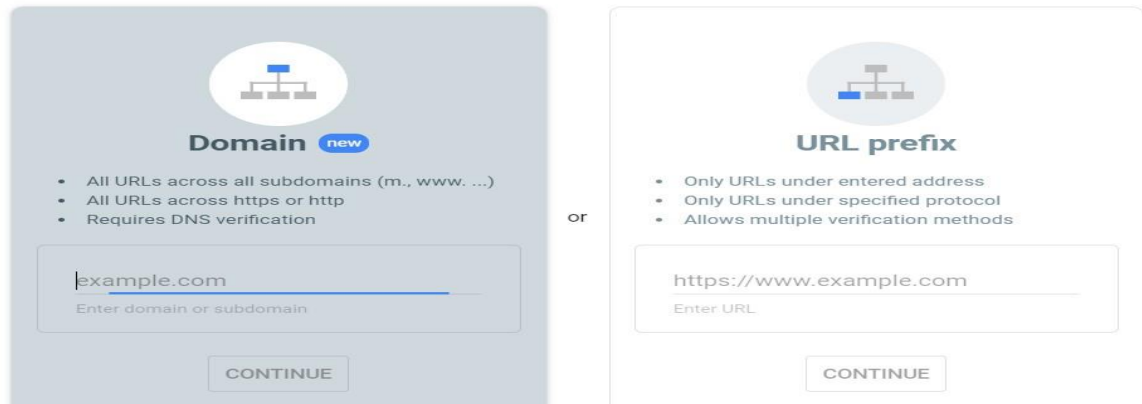 Domain new
• All URLs across all subdomains (m., www. ...)
• All URLs across https or http
• Requires DNS verification
example.com
Enter domain or subdomain
CONTINUE
or
URL prefix
• Only URLs under entered address
• Only URLs under specified protocol
• Allows multiple verification methods
https://www.example.com
Enter URL
CONTINUE